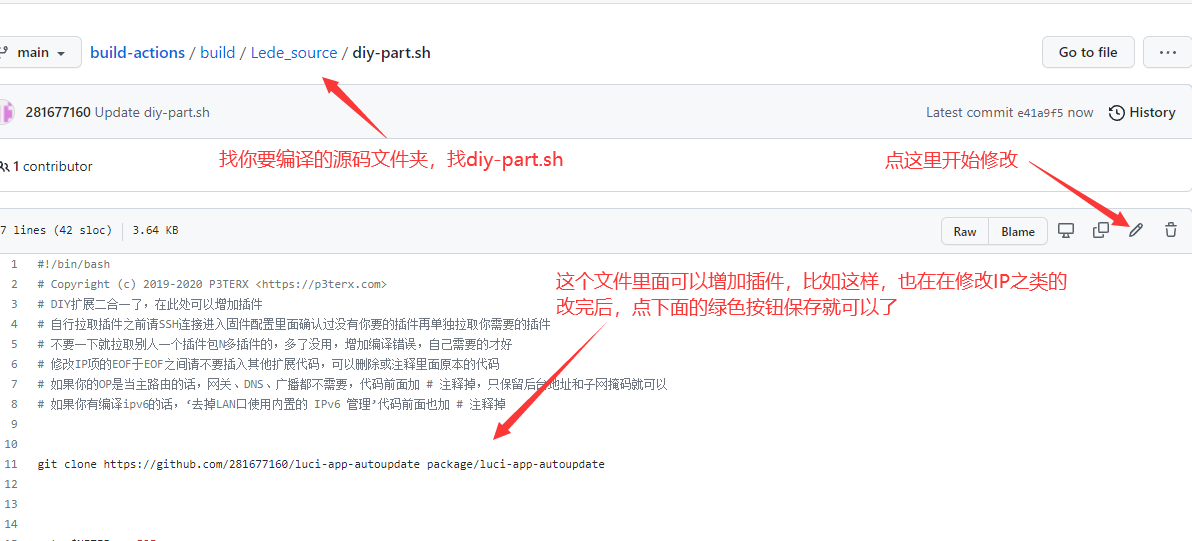 main
build-actions / build / Lede_source / diy-part.sh
Go to file
281677160 Update diy-part.sh
Latest commit e41a9f5 now
History
找你要编译的源码文件夹，找diy-part.sh
点这里开始修改
1 contributor
7 lines (42 sloc)
3.64 KB
Raw
Blame
这个文件里面可以增加插件，比如这样，也在在修改IP之类的
改完后，点下面的绿色按钮保存就可以了
1 #!/bin/bash
2 # Copyright (c) 2019-2020 P3TERX <https://p3terx.com>
3 # DIY扩展二合一了，在此处可以增加插件
4 # 自行拉取插件之前请SSH连接进入固件配置里面确认过没有你要的插件再单独拉取你需要的插件
5 # 不要一下就拉取别人一个插件包N多插件的，多了没用，增加编译错误，自己需要的才好
6 # 修改IP项的EOF于EOF之间请不要插入其他扩展代码，可以删除或注释里面原本的代码
7 # 如果你的OP是当主路由的话，网关、DNS、广播都不需要，代码前面加 # 注释掉，只保留后台地址和子网掩码就可以
8 # 如果你有编译ipv6的话，‘去掉LAN口使用内置的 IPv6 管理’代码前面也加 # 注释掉
9
10
11 git clone https://github.com/281677160/luci-app-autoupdate package/luci-app-autoupdate
12
13
14